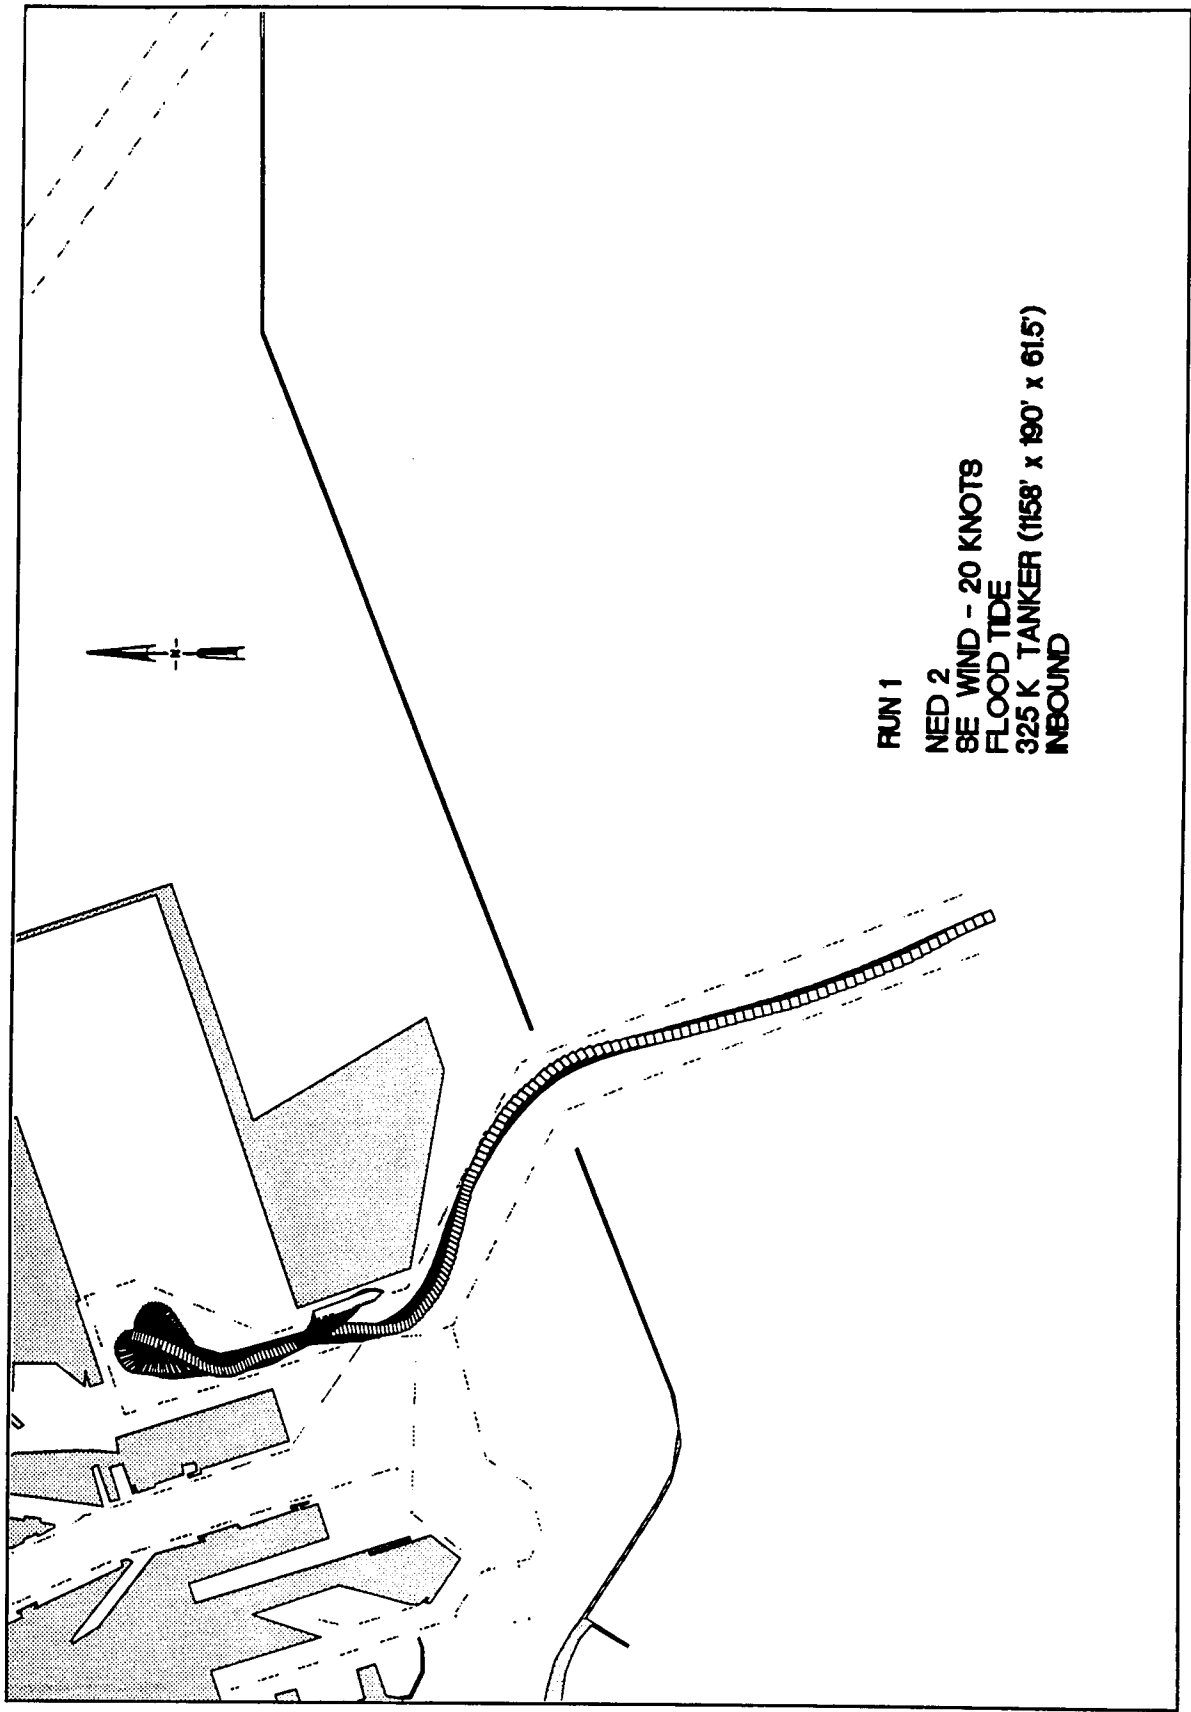 N
RUN 1
NED 2
SE WIND - 20 KNOTS
FLOOD TIDE
325 K TANKER (1158' x 190' x 61.5')
INBOUND